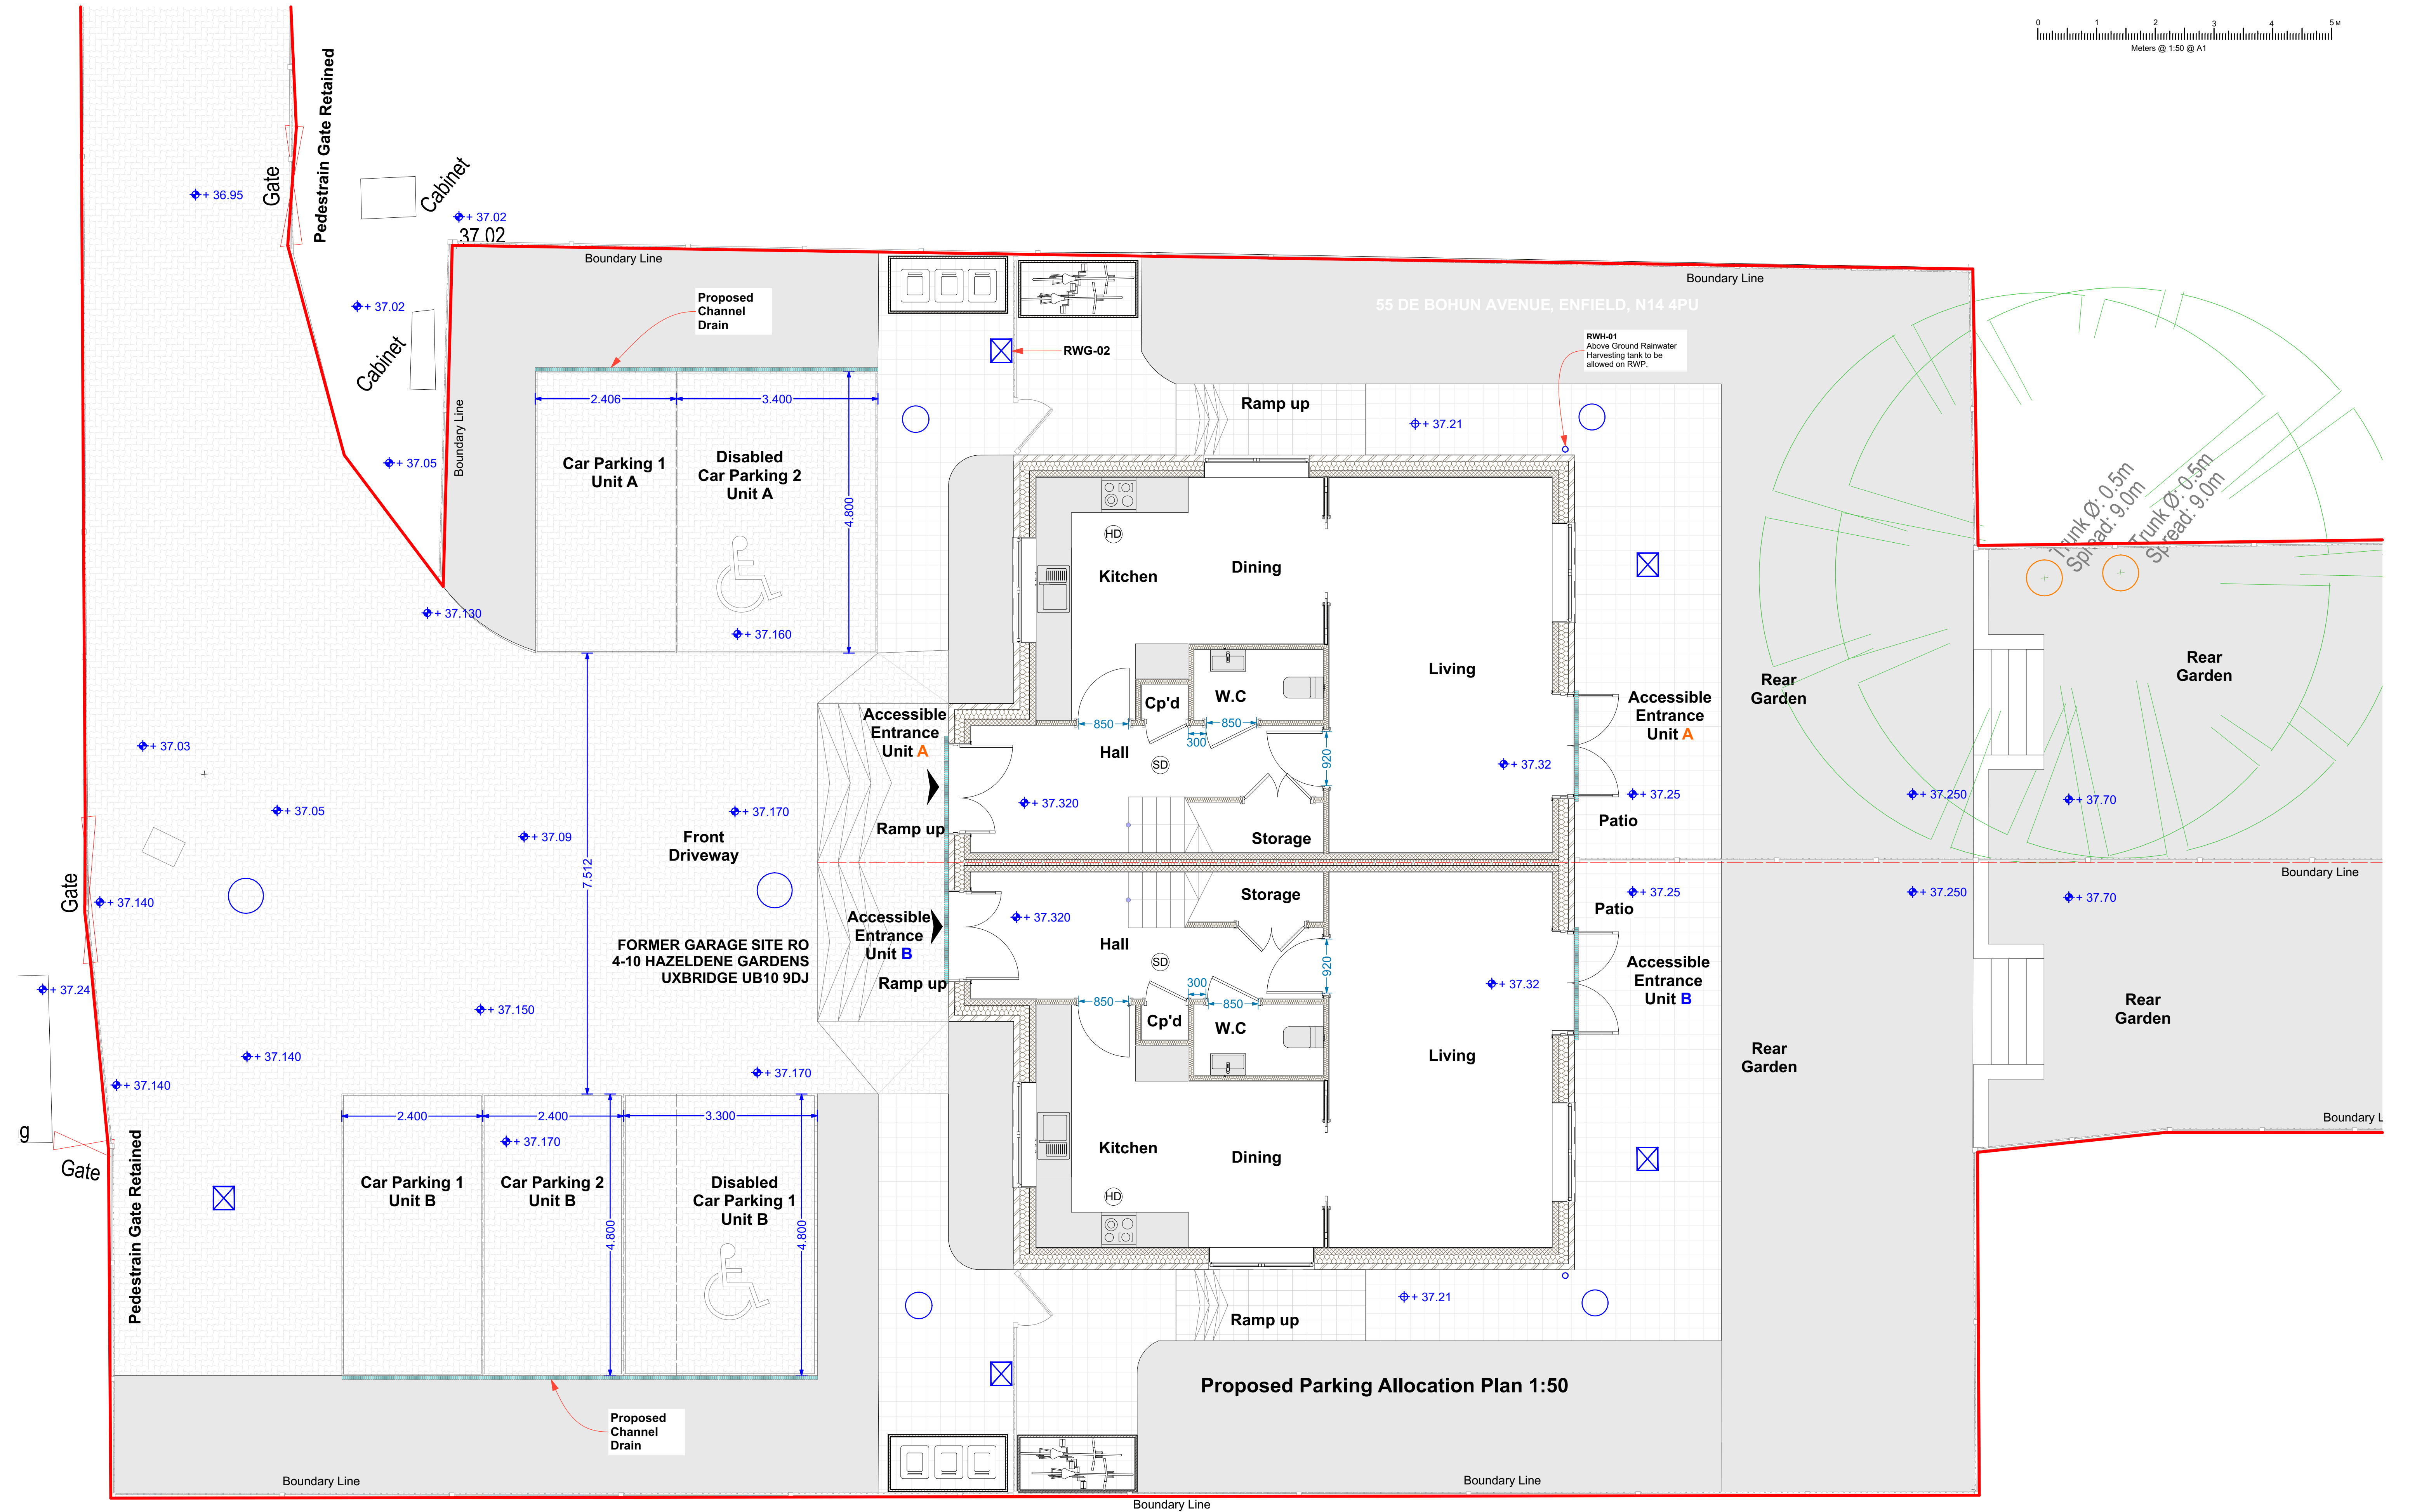 0 1 2 3 4 5 M
Meters @ 1:50 @ A1
Pedestrain Gate Retained
Gate
Cabinet
+ 36.95
+ 37.02
37.02
Boundary Line
Boundary Line
55 DE BOHUN AVENUE, ENFIELD, N14 4PU
Proposed
Channel
Drain
+ 37.02
Cabinet
RWG-02
RWH-01
Above Ground Rainwater
Harvesting tank to be
allowed on RWP.
2.406
3.400
Ramp up
+ 37.21
Boundary Line
+ 37.05
Car Parking 1
Unit A
Disabled
Car Parking 2
Unit A
4.800
Trunk Ø: 0.5m
Spread: 9.0m
Trunk Ø: 0.5m
Spread: 9.0m
HD
Kitchen
Dining
+ 37.130
+ 37.160
Living
Rear
Garden
Rear
Garden
Cp'd
W.C
Accessible
Entrance
Unit A
850
850
300
Hall
SD
920
Accessible
Entrance
Unit A
+ 37.03
+ 37.32
+ 37.05
+ 37.170
+ 37.320
+ 37.25
+ 37.250
+ 37.70
+ 37.09
Front
Driveway
Ramp up
Storage
Patio
7.512
Gate
Boundary Line
+ 37.140
Accessible
Entrance
Unit B
+ 37.320
Storage
+ 37.25
Patio
+ 37.250
+ 37.70
FORMER GARAGE SITE RO
4-10 HAZELDENE GARDENS
UXBRIDGE UB10 9DJ
Hall
SD
920
Ramp up
+ 37.24
+ 37.150
300
850
850
+ 37.32
Accessible
Entrance
Unit B
Rear
Garden
Cp'd
W.C
+ 37.140
+ 37.140
+ 37.170
Living
Rear
Garden
2.400
2.400
3.300
Boundary L
g
Gate
+ 37.170
Kitchen
Dining
Pedestrain Gate Retained
Car Parking 1
Unit B
Car Parking 2
Unit B
Disabled
Car Parking 1
Unit B
4.800
4.800
HD
+ 37.21
Ramp up
Proposed Parking Allocation Plan 1:50
Proposed
Channel
Drain
Boundary Line
Boundary Line
Boundary Line